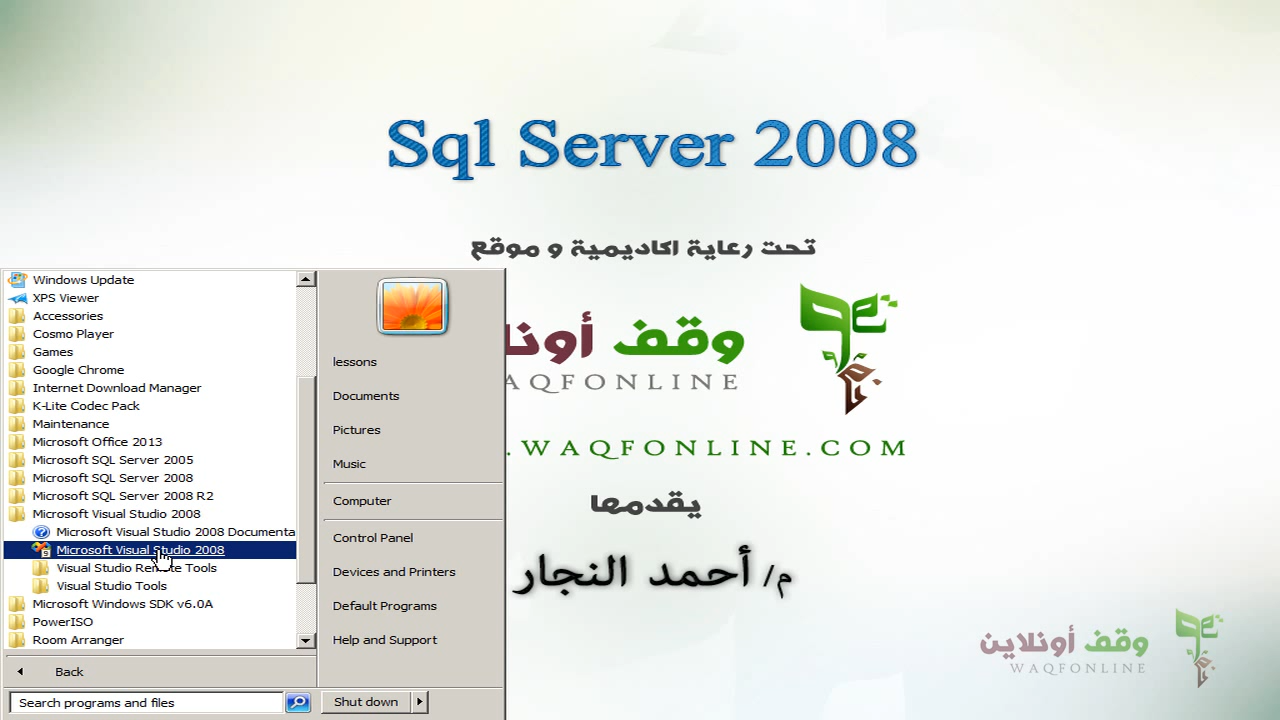 Sql Server 2008
تحت رعاية اكاديمية و موقع
وقف أونلا
WAQFONLINE
.WAQFONLINE.COM
يقدمها
م/ أحمد النجار
Windows Update
XPS Viewer
Accessories
Cosmo Player
Games
Google Chrome
Internet Download Manager
K-Lite Codec Pack
Maintenance
Microsoft Office 2013
Microsoft SQL Server 2005
Microsoft SQL Server 2008
Microsoft SQL Server 2008 R2
Microsoft Visual Studio 2008
Microsoft Visual Studio 2008 Documenta
Microsoft Visual Studio 2008
Visual Studio Remote Tools
Visual Studio Tools
Microsoft Windows SDK v6.0A
PowerISO
Room Arranger
Back
Search programs and files
lessons
Documents
Pictures
Music
Computer
Control Panel
Devices and Printers
Default Programs
Help and Support
Shut down
وقف أونلاين
WAQFONLINE